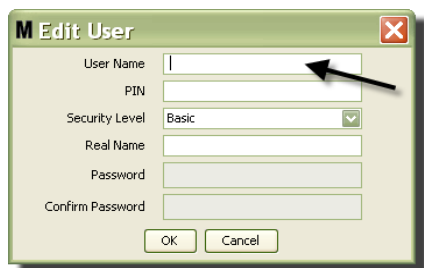 M Edit User
User Name
PIN
Security Level Basic
Real Name
Password
Confirm Password
OK Cancel